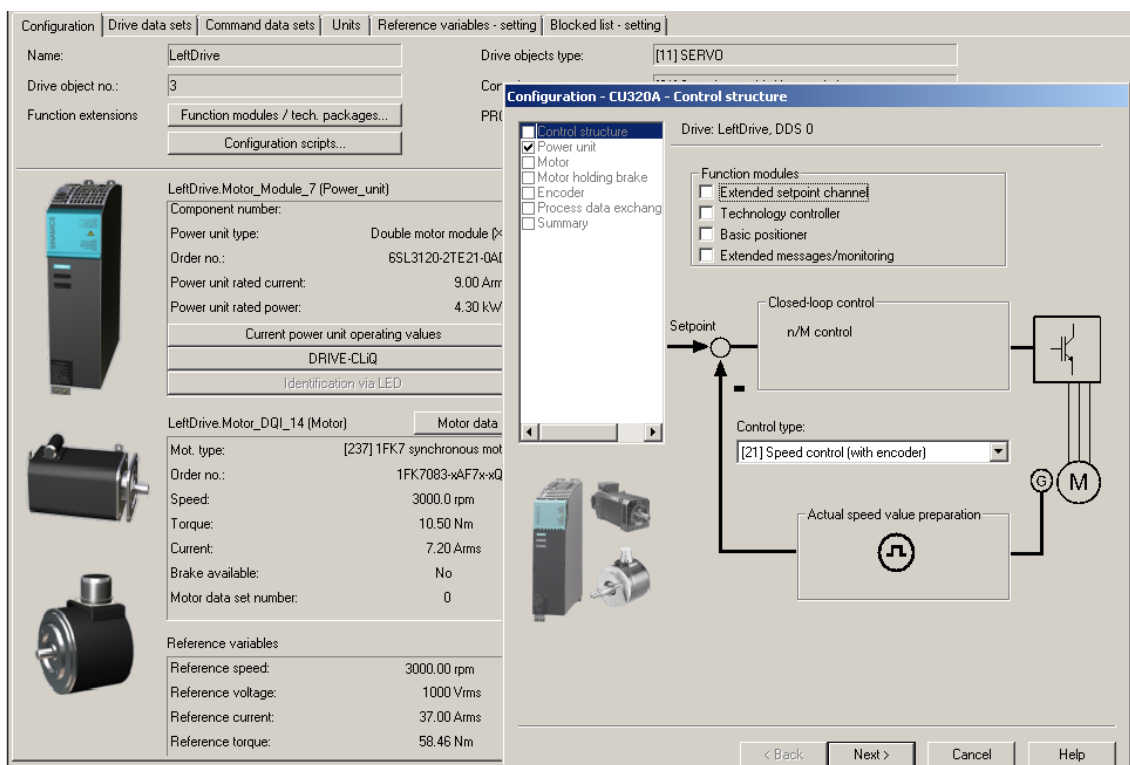 Configuration Drive data sets Command data sets Units Reference variables - setting Blocked list - setting
Name: LeftDrive Drive objects type: [11] SERVO
Drive object no.: 3
Function extensions Function modules / tech. packages...
Configuration scripts...
LeftDrive.Motor_Module_7 (Power_unit)
Component number:
Power unit type: Double motor module
Order no.: 6SL3120-2TE21-0A
Power unit rated current: 9.00 Arm
Power unit rated power: 4.30 kW
Current power unit operating values
DRIVE-CLiQ
Identification via LED
LeftDrive.Motor_DQI_14 (Motor) Motor data
Mot. type: [237] 1FK7 synchronous mot
Order no.: 1FK7083-xAF7x-xQ
Speed: 3000.0 rpm
Torque: 10.50 Nm
Current: 7.20 Arms
Brake available: No
Motor data set number: 0
Reference variables
Reference speed: 3000.00 rpm
Reference voltage: 1000 Vrms
Reference current: 37.00 Arms
Reference torque: 58.46 Nm
Configuration - CU320A - Control structure
Control structure
Power unit
Motor
Motor holding brake
Encoder
Process data exchang
Summary
Drive: LeftDrive, DDS 0
Function modules
Extended setpoint channel
Technology controller
Basic positioner
Extended messages/monitoring
Closed-loop control
Setpoint
n/M control
Control type:
[21] Speed control (with encoder)
G M
Actual speed value preparation
< Back Next > Cancel Help